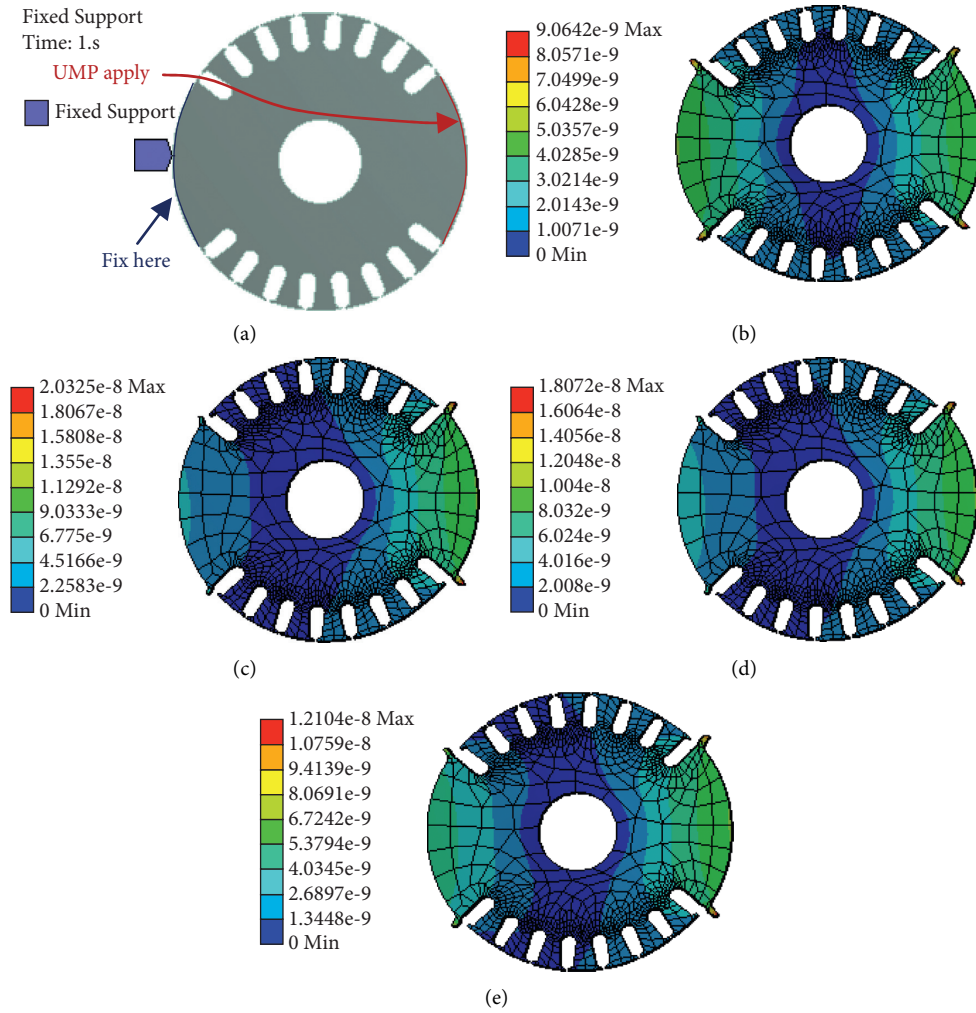 Fixed Support
Time: 1.s
UMP apply
Fixed Support
Fix here
(a)
9.0642e-9 Max
8.0571e-9
7.0499e-9
6.0428e-9
5.0357e-9
4.0285e-9
3.0214e-9
2.0143e-9
1.0071e-9
0 Min
(b)
2.0325e-8 Max
1.8067e-8
1.5808e-8
1.355e-8
1.1292e-8
9.0333e-9
6.775e-9
4.5166e-9
2.2583e-9
0 Min
(c)
1.8072e-8 Max
1.6064e-8
1.4056e-8
1.2048e-8
1.004e-8
8.032e-9
6.024e-9
4.016e-9
2.008e-9
0 Min
(d)
1.2104e-8 Max
1.0759e-8
9.4139e-9
8.0691e-9
6.7242e-9
5.3794e-9
4.0345e-9
2.6897e-9
1.3448e-9
0 Min
(e)